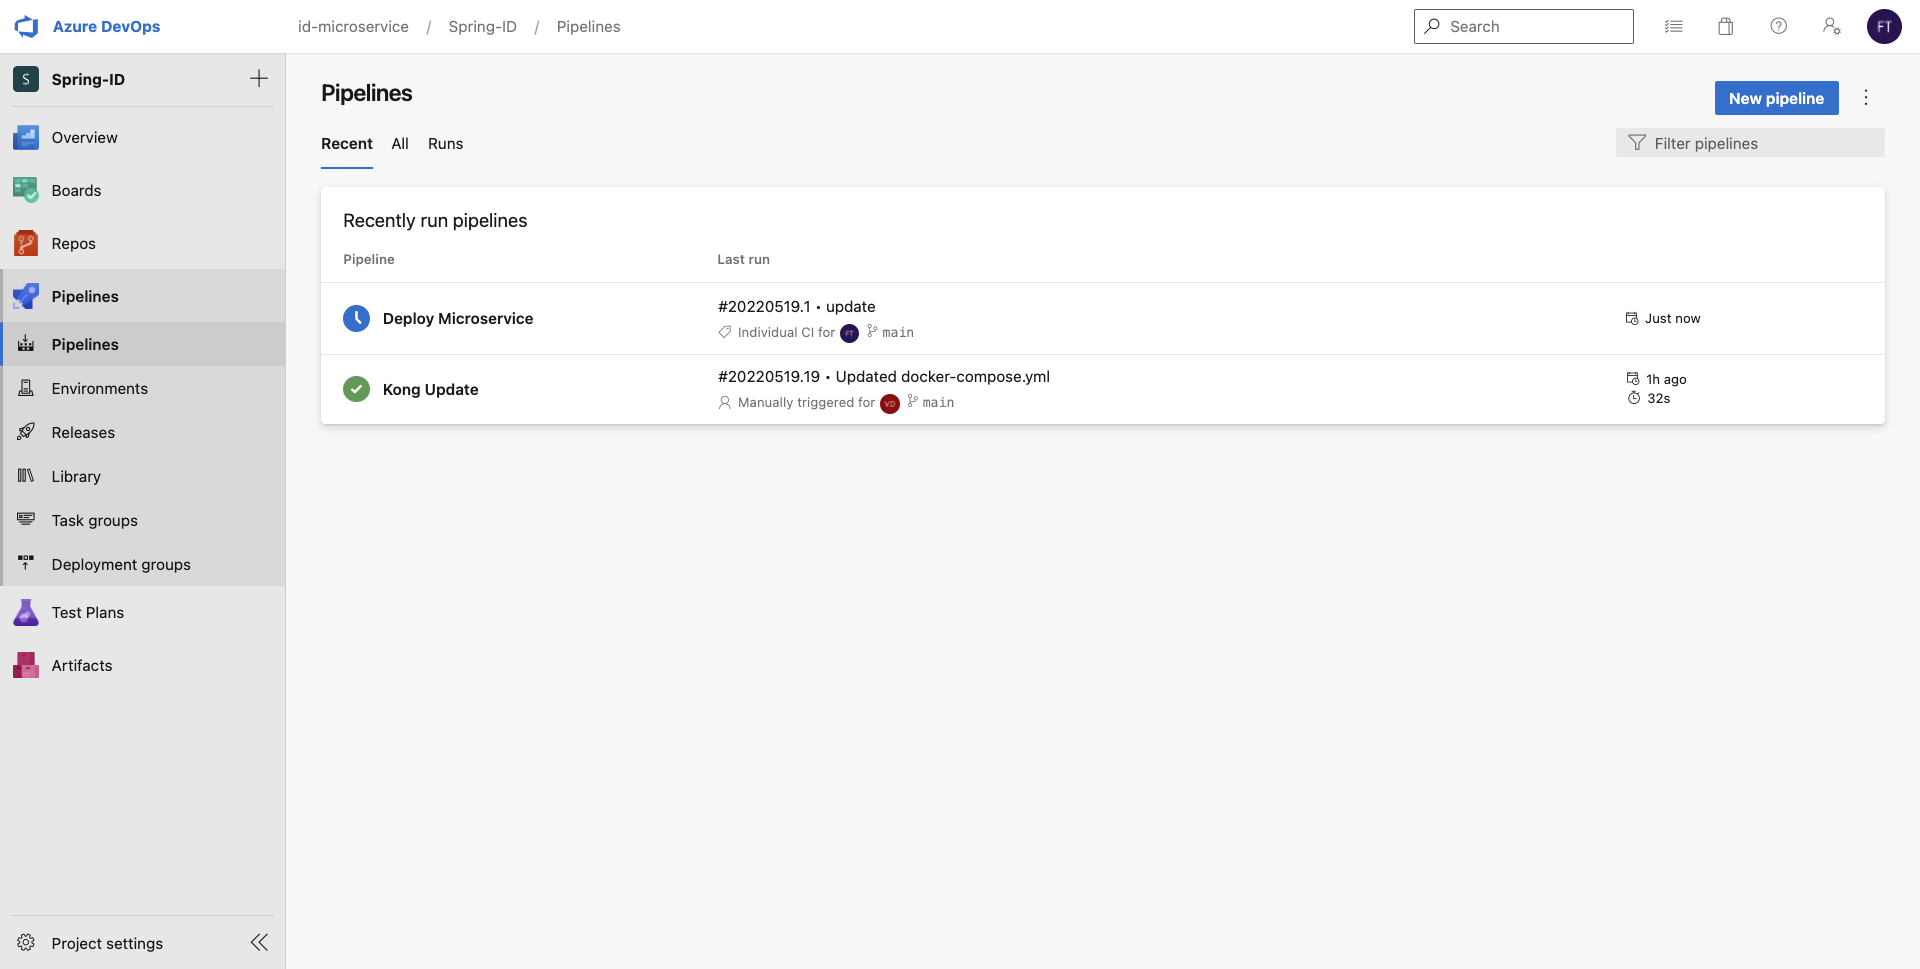 Azure DevOps
id-microservice / Spring-ID / Pipelines
Search
FT
S Spring-ID
Overview
Boards
Repos
Pipelines
Pipelines
Environments
Releases
Library
Task groups
Deployment groups
Test Plans
Artifacts
Project settings
Pipelines
New pipeline
Recent All Runs
Filter pipelines
Recently run pipelines
Pipeline Last run
Deploy Microservice
#20220519.1 • update
Individual CI for FT main
Just now
Kong Update
#20220519.19 • Updated docker-compose.yml
Manually triggered for VD main
1h ago
32s